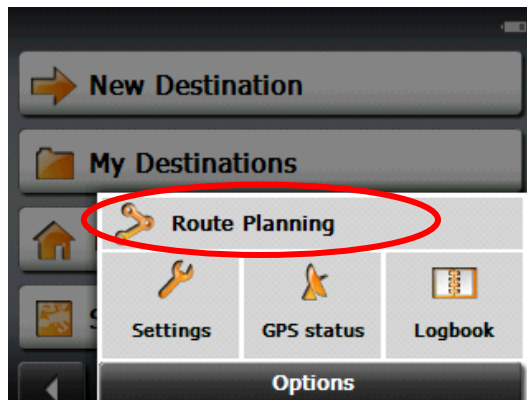 New Destination
My Destinations
Route Planning
Settings GPS status Logbook
Options